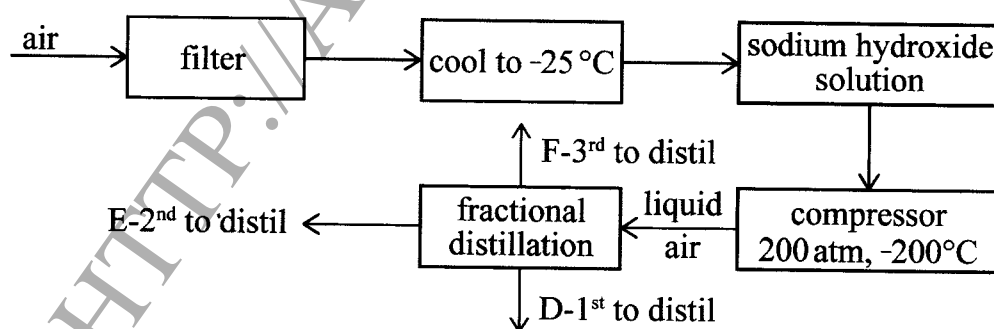 air
filter
cool to -25 °C
sodium hydroxide
solution
F-3rd to distil
E-2nd to distil
fractional
distillation
liquid
air
compressor
200 atm, -200°C
D-1st to distil
HTTP://A